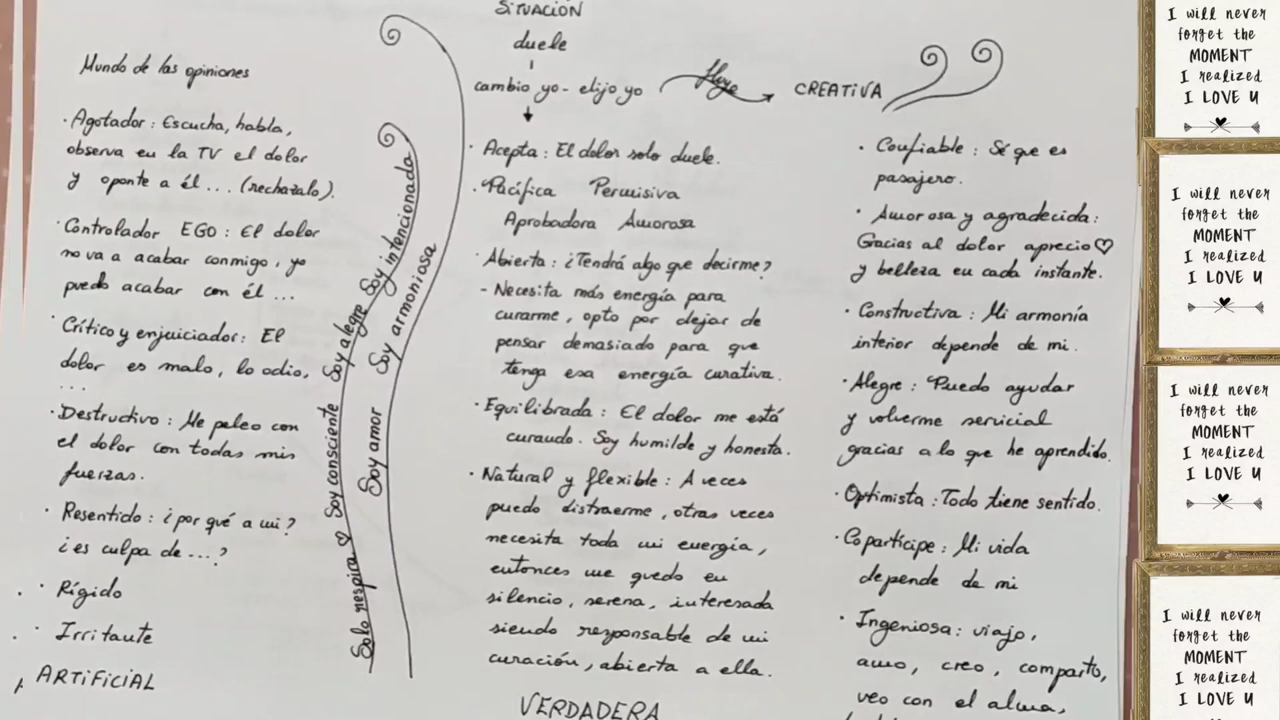 SITUACIÓN
duele
cambio yo - elijo yo
fluyo
CREATIVA
Mundo de las opiniones
· Agotador : Escucha, habla,
observa en la TV el dolor
y oponte a él ... (rechazalo).
· Controlador EGO : El dolor
no va a acabar conmigo, yo
puedo acabar con él ...
· Crítico y enjuiciador: El
dolor es malo, lo odio,
...
· Destructivo : Me peleo con
el dolor con todas mis
fuerzas.
· Resentido : ¿por qué a mi?
¿es culpa de ...?
· Rígido
· Irritante
ARTIFICIAL
Solo respira ♡ Soy consciente Soy alegre Soy intencionada
Soy amor Soy armoniosa
· Acepta : El dolor solo duele.
· Pacífica Permisiva
Aprobadora Amorosa
· Abierta : ¿Tendrá algo que decirme?
- Necesita más energía para
curarme, opto por dejar de
pensar demasiado para que
tenga esa energía curativa.
· Equilibrada : El dolor me está
curando. Soy humilde y honesta.
· Natural y flexible : A veces
puedo distraerme, otras veces
necesita toda mi energía,
entonces me quedo en
silencio, serena, interesada
siendo responsable de mi
curación, abierta a ella.
VERDADERA
· Confiable : Sé que es
pasajero.
· Amorosa y agradecida:
Gracias al dolor aprecio ♡
y belleza en cada instante.
· Constructiva : Mi armonía
interior depende de mi.
· Alegre : Puedo ayudar
y volverme servicial
gracias a lo que he aprendido.
· Optimista : Todo tiene sentido.
· Copartícipe : Mi vida
depende de mi
· Ingeniosa : viajo,
amo, creo, comparto,
veo con el alma,
I will never
forget the
MOMENT
I realized
I LOVE U
I will never
forget the
MOMENT
I realized
I LOVE U
I will never
forget the
MOMENT
I realized
I LOVE U
I will never
forget the
MOMENT
I realized
I LOVE U